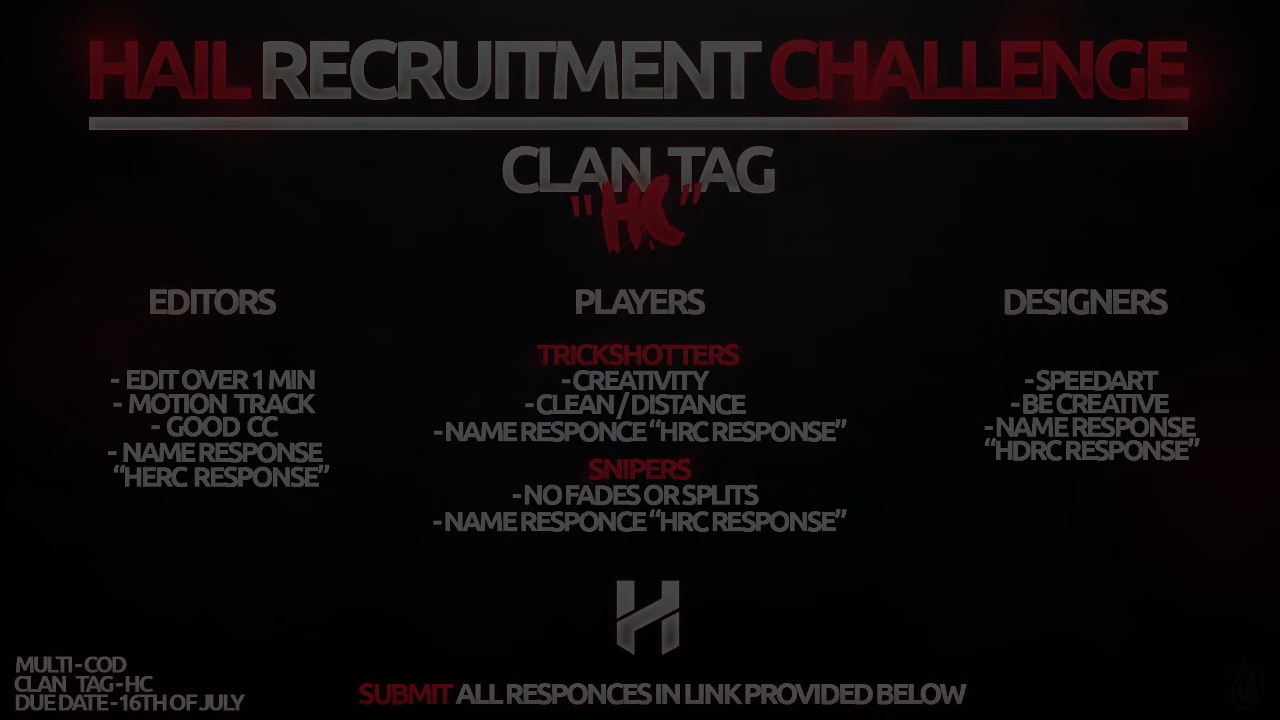 HAIL RECRUITMENT CHALLENGE
CLAN TAG
"HC"
EDITORS
- EDIT OVER 1 MIN
- MOTION TRACK
- GOOD CC
- NAME RESPONSE
“HERC RESPONSE”
PLAYERS
TRICKSHOTTERS
- CREATIVITY
- CLEAN / DISTANCE
- NAME RESPONCE “HRC RESPONSE”
SNIPERS
- NO FADES OR SPLITS
- NAME RESPONCE “HRC RESPONSE”
DESIGNERS
- SPEEDART
- BE CREATIVE
- NAME RESPONSE
“HDRC RESPONSE”
H
MULTI - COD
CLAN TAG - HC
DUE DATE - 16TH OF JULY
SUBMIT ALL RESPONCES IN LINK PROVIDED BELOW